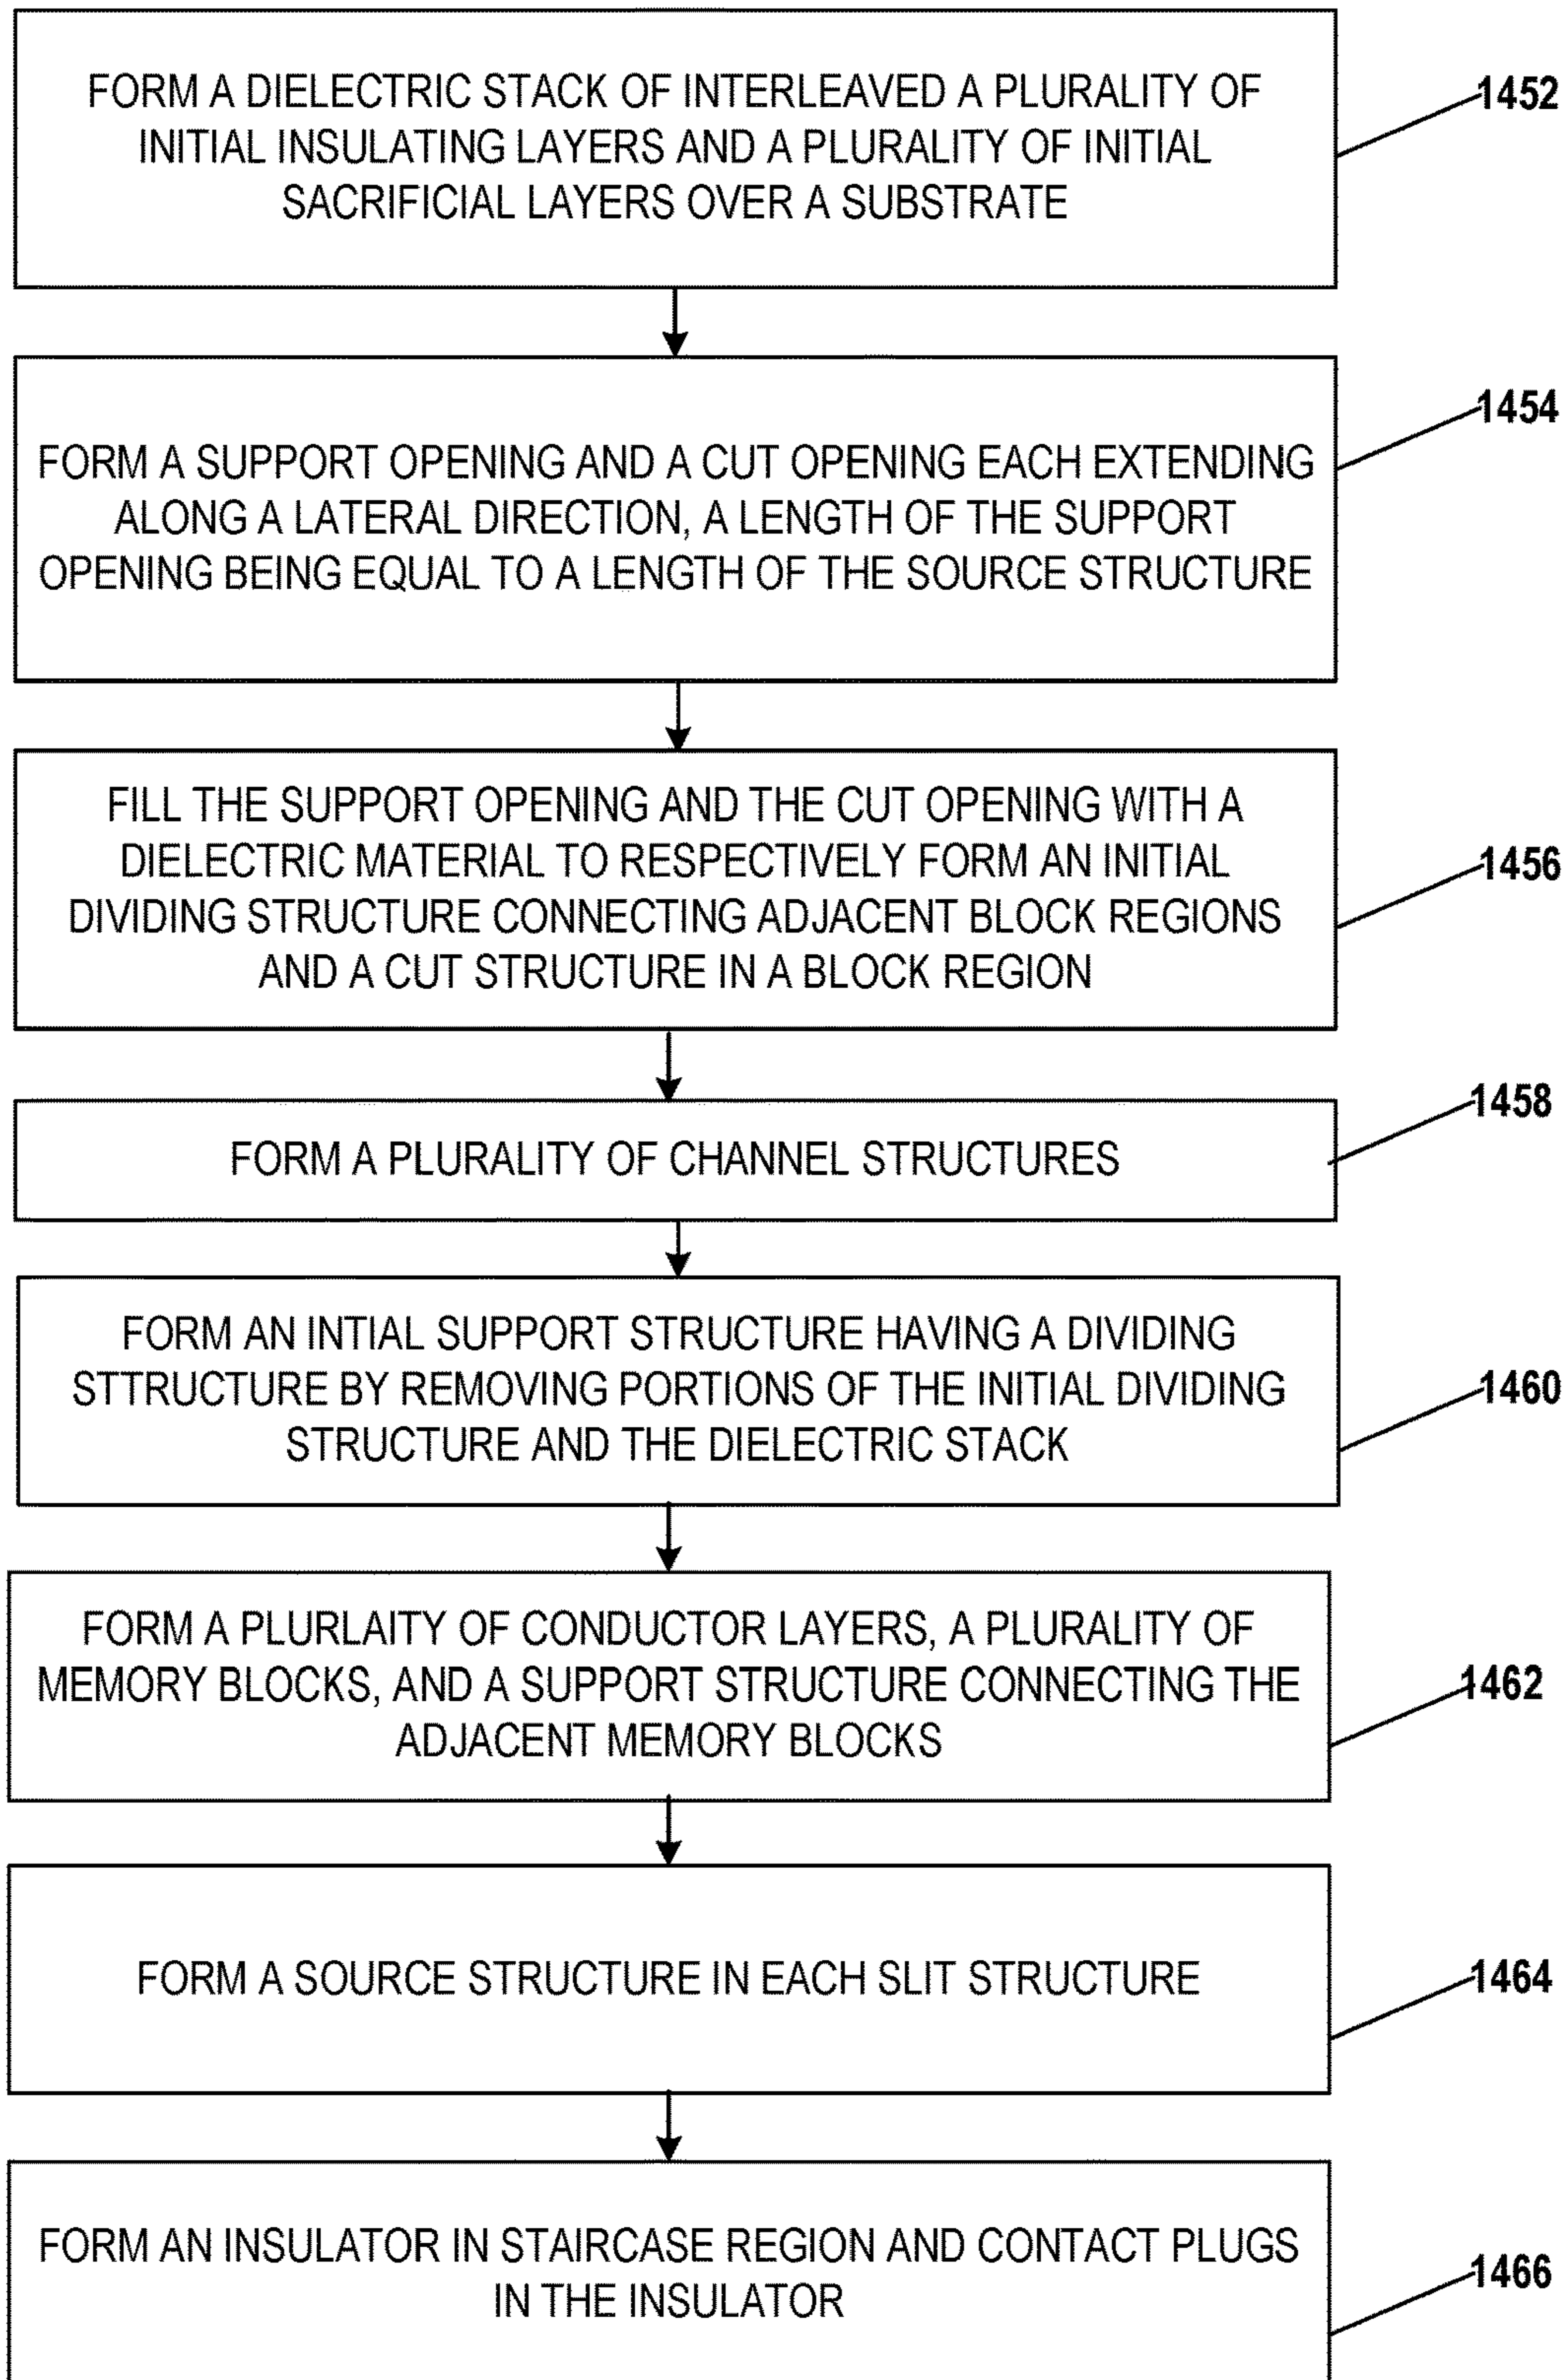 FORM A DIELECTRIC STACK OF INTERLEAVED A PLURALITY OF
INITIAL INSULATING LAYERS AND A PLURALITY OF INITIAL
SACRIFICIAL LAYERS OVER A SUBSTRATE
1452
FORM A SUPPORT OPENING AND A CUT OPENING EACH EXTENDING
ALONG A LATERAL DIRECTION, A LENGTH OF THE SUPPORT
OPENING BEING EQUAL TO A LENGTH OF THE SOURCE STRUCTURE
1454
FILL THE SUPPORT OPENING AND THE CUT OPENING WITH A
DIELECTRIC MATERIAL TO RESPECTIVELY FORM AN INITIAL
DIVIDING STRUCTURE CONNECTING ADJACENT BLOCK REGIONS
AND A CUT STRUCTURE IN A BLOCK REGION
1456
FORM A PLURALITY OF CHANNEL STRUCTURES
1458
FORM AN INTIAL SUPPORT STRUCTURE HAVING A DIVIDING
STTRUCTURE BY REMOVING PORTIONS OF THE INITIAL DIVIDING
STRUCTURE AND THE DIELECTRIC STACK
1460
FORM A PLURLAITY OF CONDUCTOR LAYERS, A PLURALITY OF
MEMORY BLOCKS, AND A SUPPORT STRUCTURE CONNECTING THE
ADJACENT MEMORY BLOCKS
1462
FORM A SOURCE STRUCTURE IN EACH SLIT STRUCTURE
1464
FORM AN INSULATOR IN STAIRCASE REGION AND CONTACT PLUGS
IN THE INSULATOR
1466